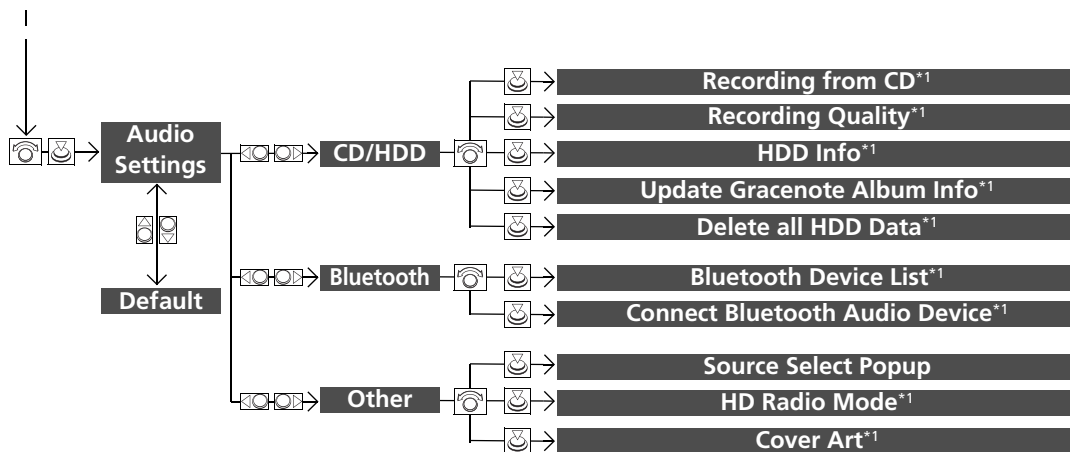 Audio
Settings
Default
CD/HDD
Recording from CD*1
Recording Quality*1
HDD Info*1
Update Gracenote Album Info*1
Delete all HDD Data*1
Bluetooth
Bluetooth Device List*1
Connect Bluetooth Audio Device*1
Other
Source Select Popup
HD Radio Mode*1
Cover Art*1